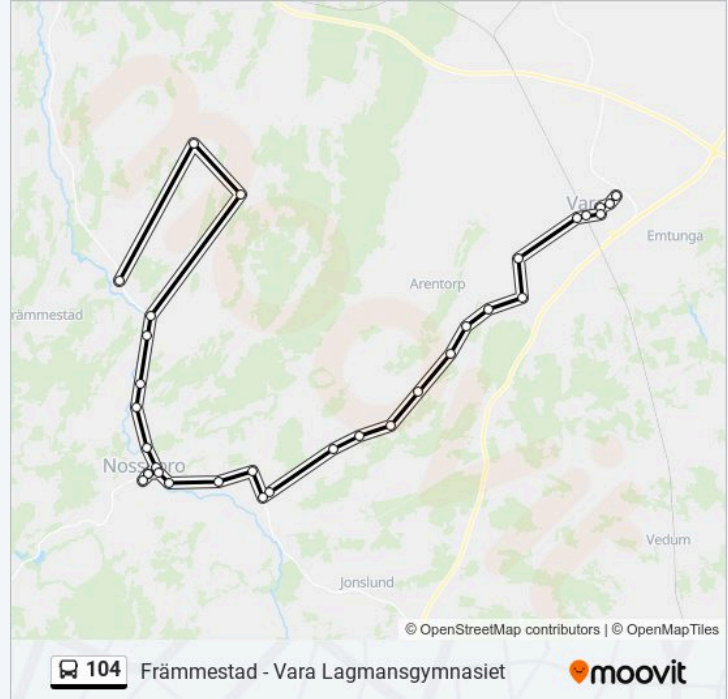 Vara
Emtunga
Arentorp
rämmestad
Nossebro
Vedum
Jonslund
© OpenStreetMap contributors | © OpenMapTiles
104 Främmestad - Vara Lagmansgymnasiet
moovit